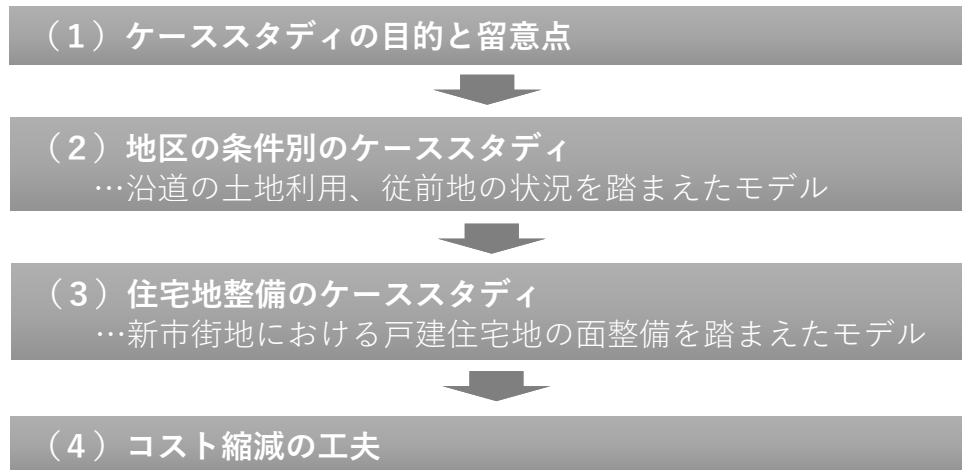 （１）ケーススタディの目的と留意点
（２）地区の条件別のケーススタディ
…沿道の土地利用、従前地の状況を踏まえたモデル
（３）住宅地整備のケーススタディ
…新市街地における戸建住宅地の面整備を踏まえたモデル
（４）コスト縮減の工夫